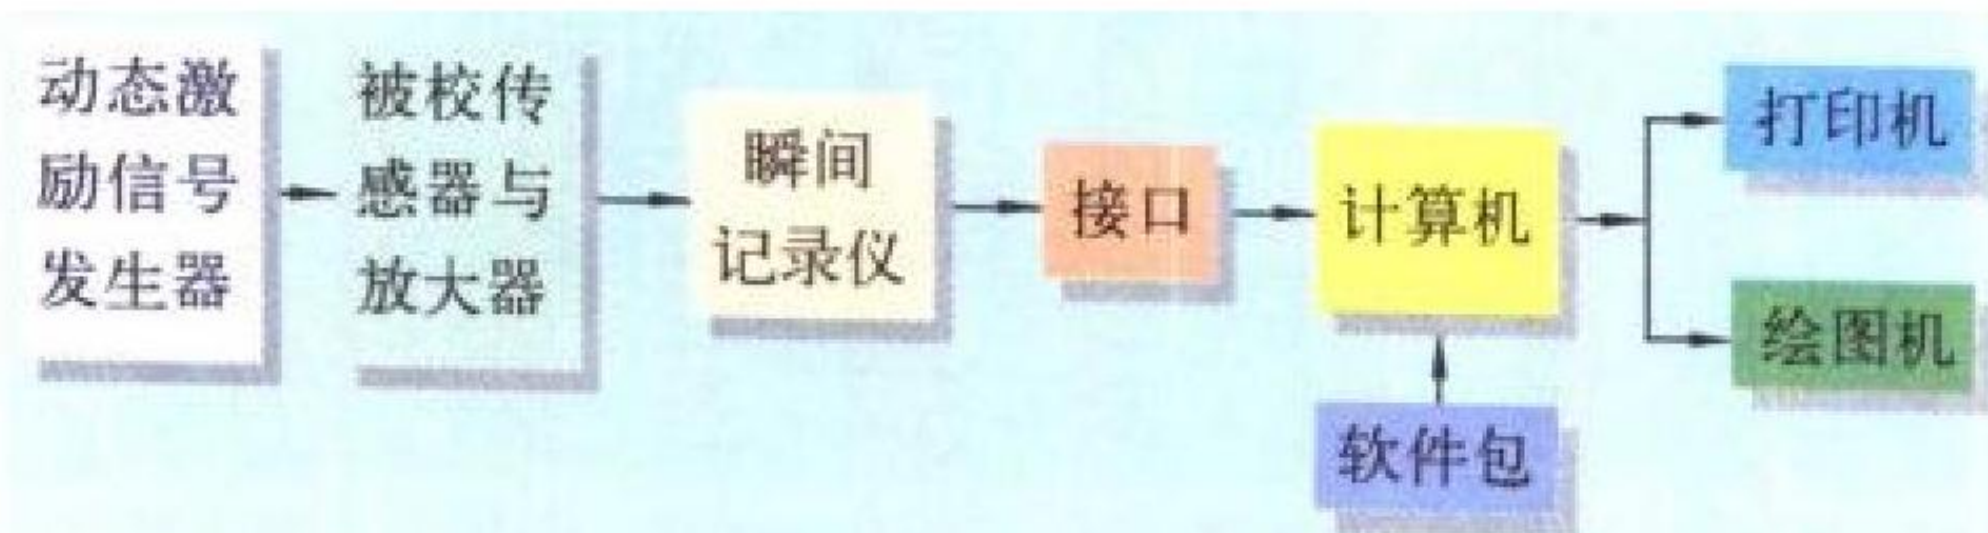 动态激
励信号
发生器
被校传
感器与
放大器
瞬间
记录仪
接口
计算机
打印机
绘图机
软件包